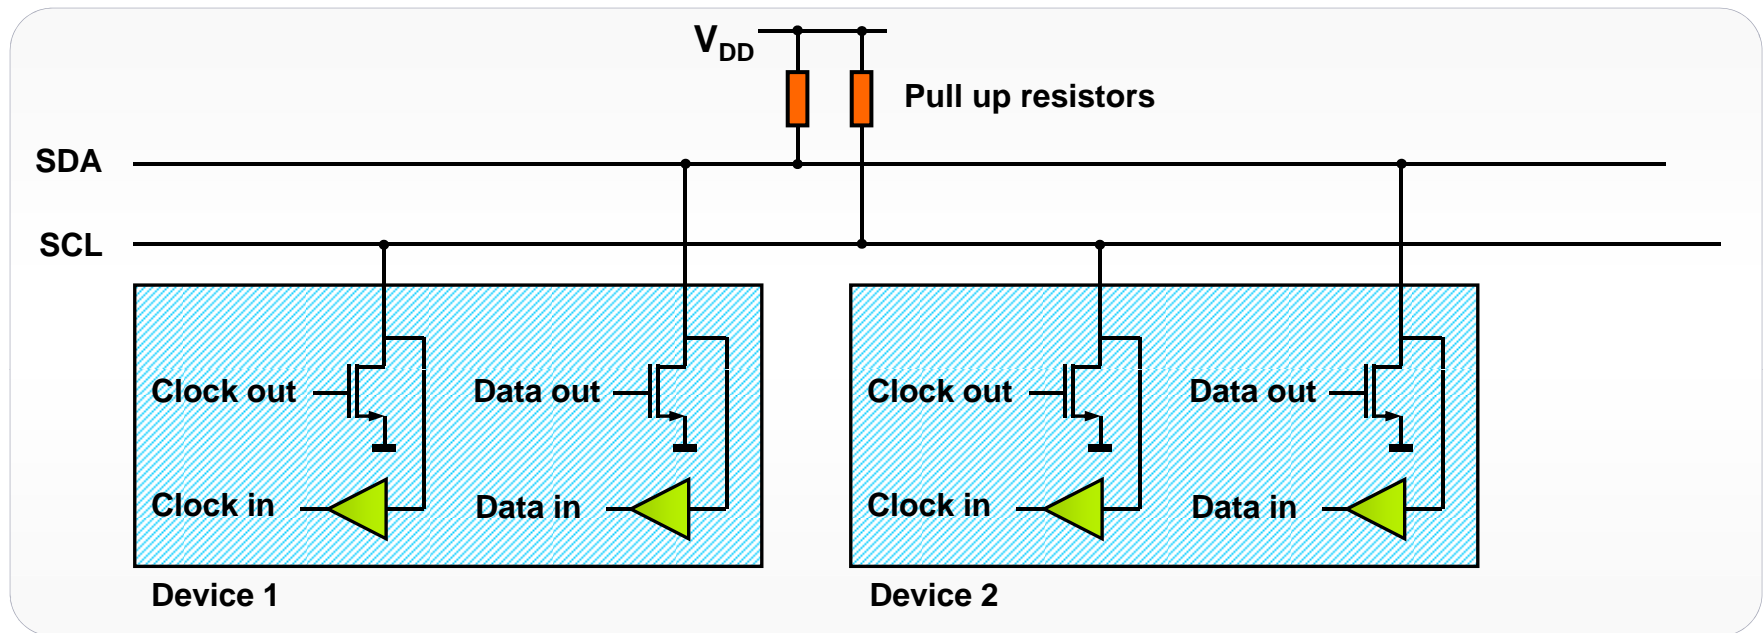 VDD
Pull up resistors
SDA
SCL
Clock out
Data out
Clock out
Data out
Clock in
Data in
Clock in
Data in
Device 1
Device 2